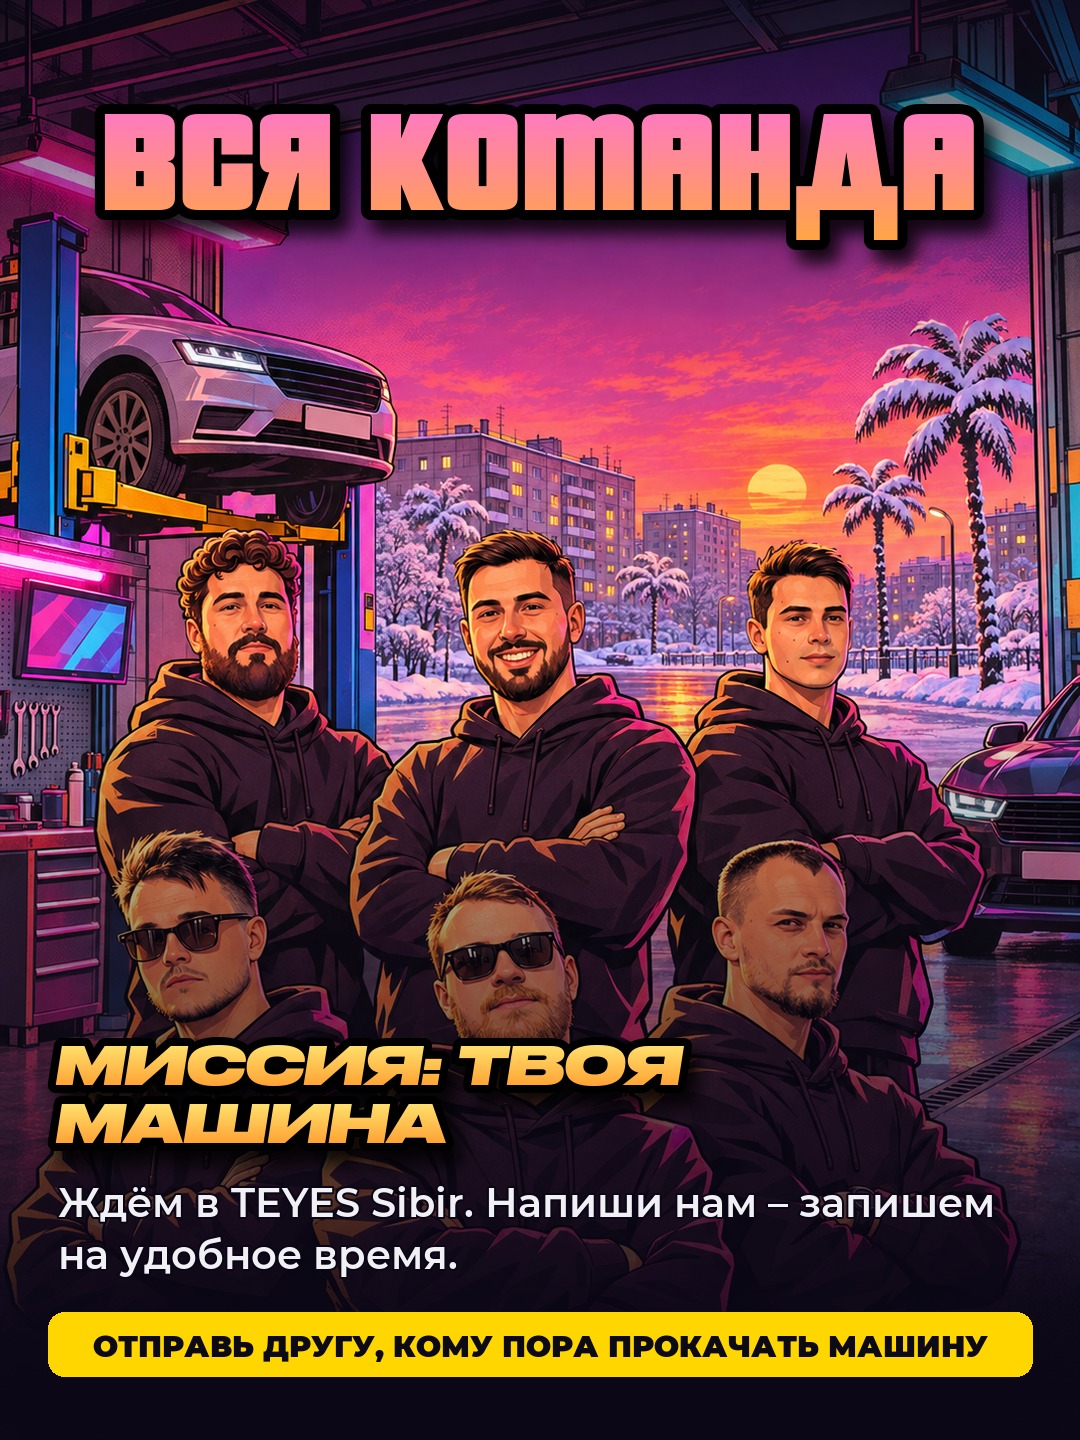 ВСЯ КОМАНДА
МИССИЯ: ТВОЯ
МАШИНА
Ждём в TEYES Sibir. Напиши нам – запишем
на удобное время.
ОТПРАВЬ ДРУГУ, КОМУ ПОРА ПРОКАЧАТЬ МАШИНУ